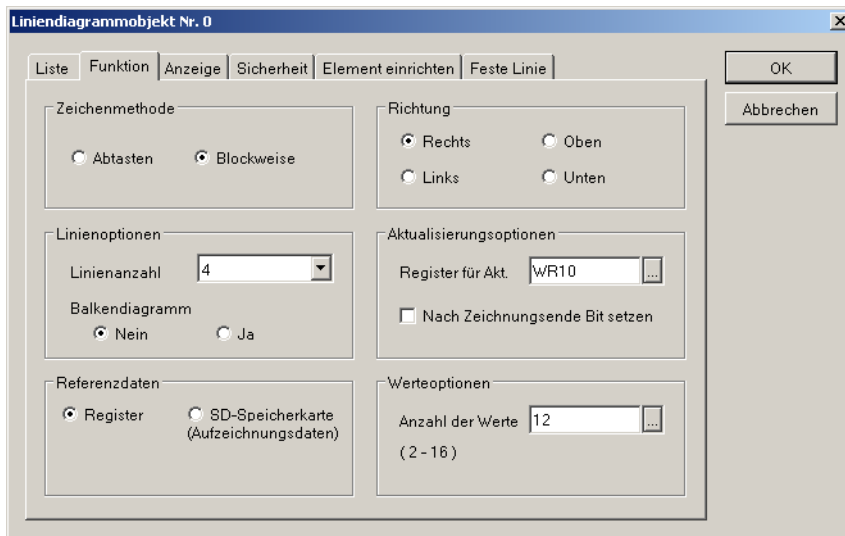 Liniendiagrammobjekt Nr. 0
Liste Funktion Anzeige Sicherheit Element einrichten Feste Linie
OK
Abbrechen
Zeichenmethode
Abtasten Blockweise
Richtung
Rechts Oben
Links Unten
Linienoptionen
Linienanzahl 4
Balkendiagramm
Nein Ja
Aktualisierungsoptionen
Register für Akt. WR10 ...
Nach Zeichnungsende Bit setzen
Referenzdaten
Register SD-Speicherkarte
(Aufzeichnungsdaten)
Werteoptionen
Anzahl der Werte 12 ...
( 2 - 16 )